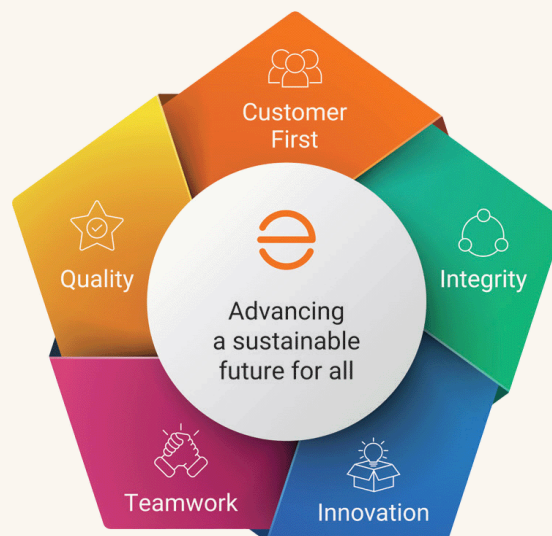 Customer
First
Quality
Integrity
Advancing
a sustainable
future for all
Teamwork
Innovation